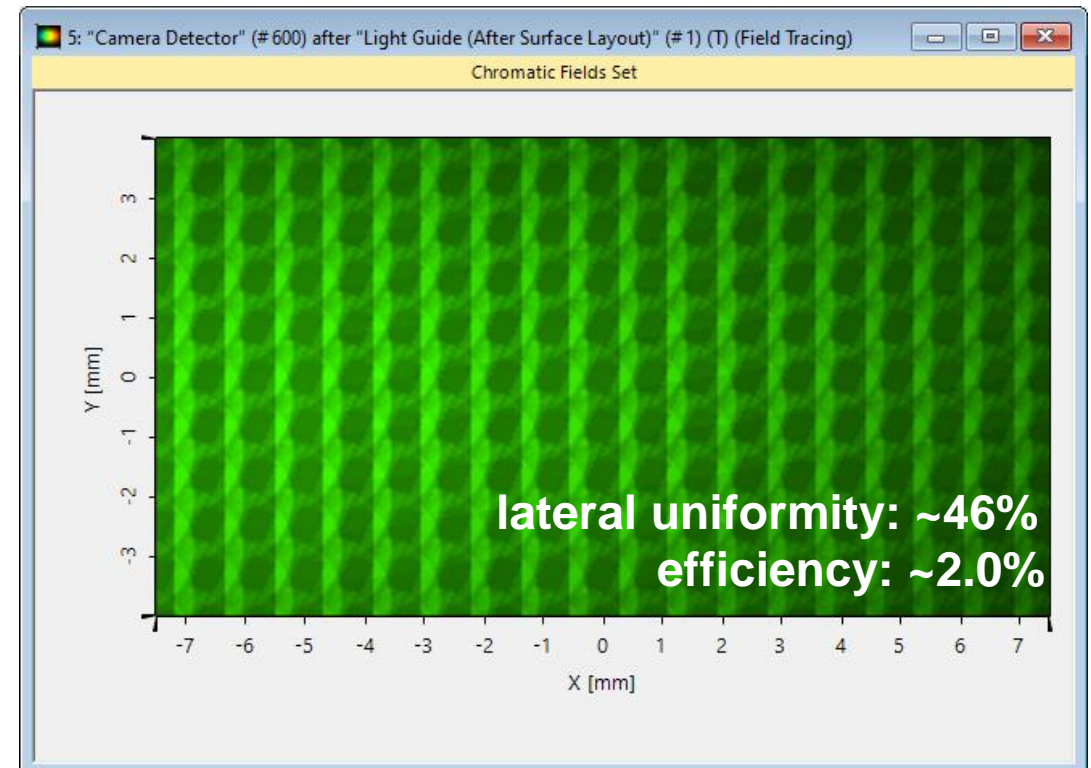 5: "Camera Detector" (#600) after "Light Guide (After Surface Layout)" (#1) (T) (Field Tracing)
Chromatic Fields Set
3
2
1
0
-1
-2
-3
Y [mm]
lateral uniformity: ~46%
efficiency: ~2.0%
-7 -6 -5 -4 -3 -2 -1 0 1 2 3 4 5 6 7
X [mm]